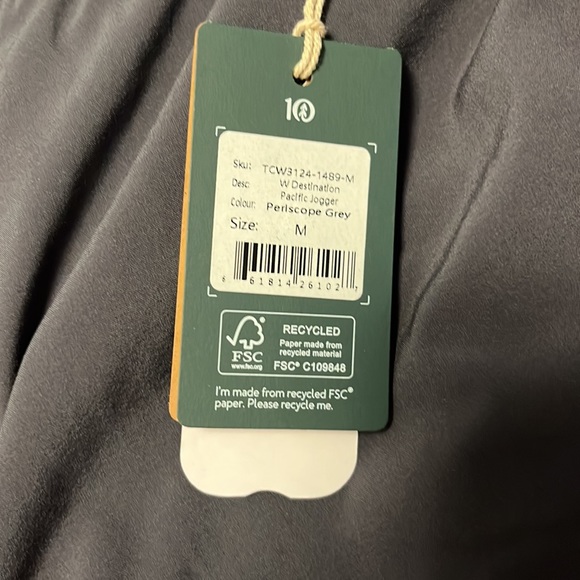 10
Sku: TCW3124-1489-M
Desc: W Destination
Pacific Jogger
Colour: Periscope Grey
Size: M
61814 26102
FSC
www.fsc.org
RECYCLED
Paper made from
recycled material
FSC® C109848
I'm made from recycled FSC®
paper. Please recycle me.